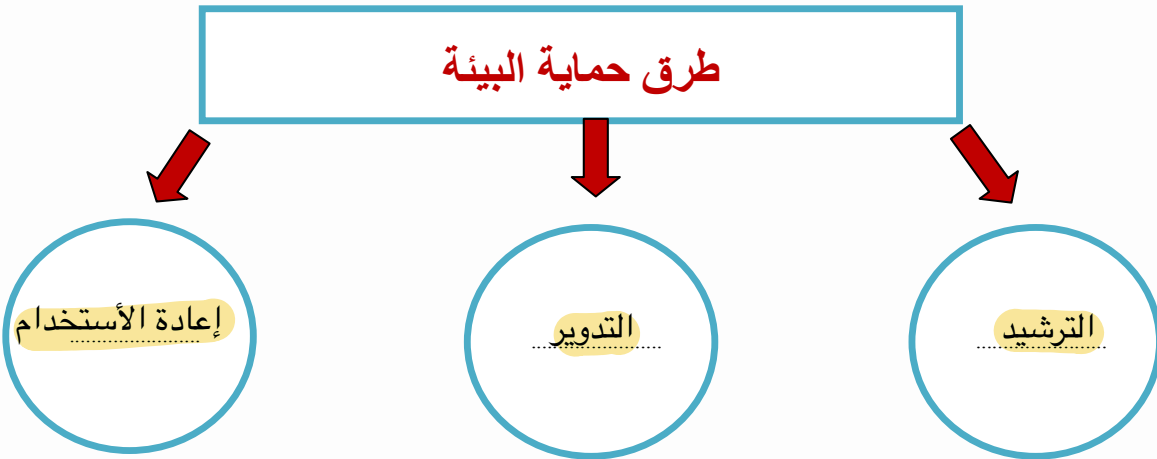 طرق حماية البيئة
الترشيد
التدوير
إعادة الأستخدام